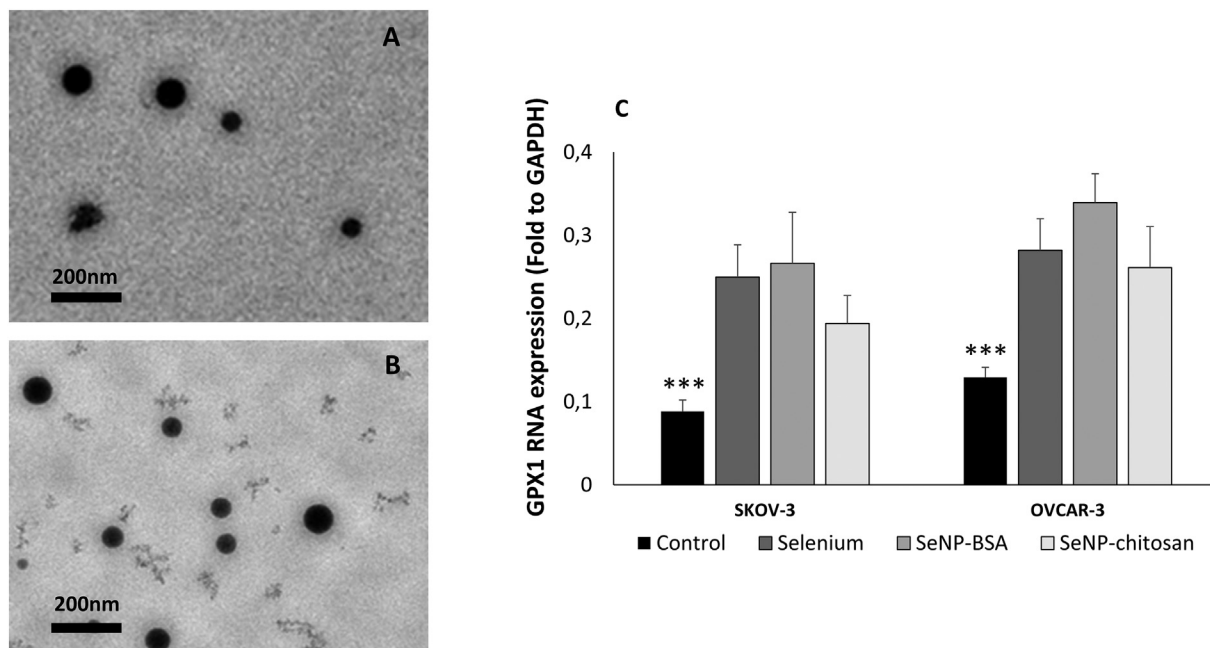 A
200nm
B
200nm
C
GPX1 RNA expression (Fold to GAPDH)
0,4
0,3
0,2
0,1
0
***
***
SKOV-3
OVCAR-3
Control
Selenium
SeNP-BSA
SeNP-chitosan